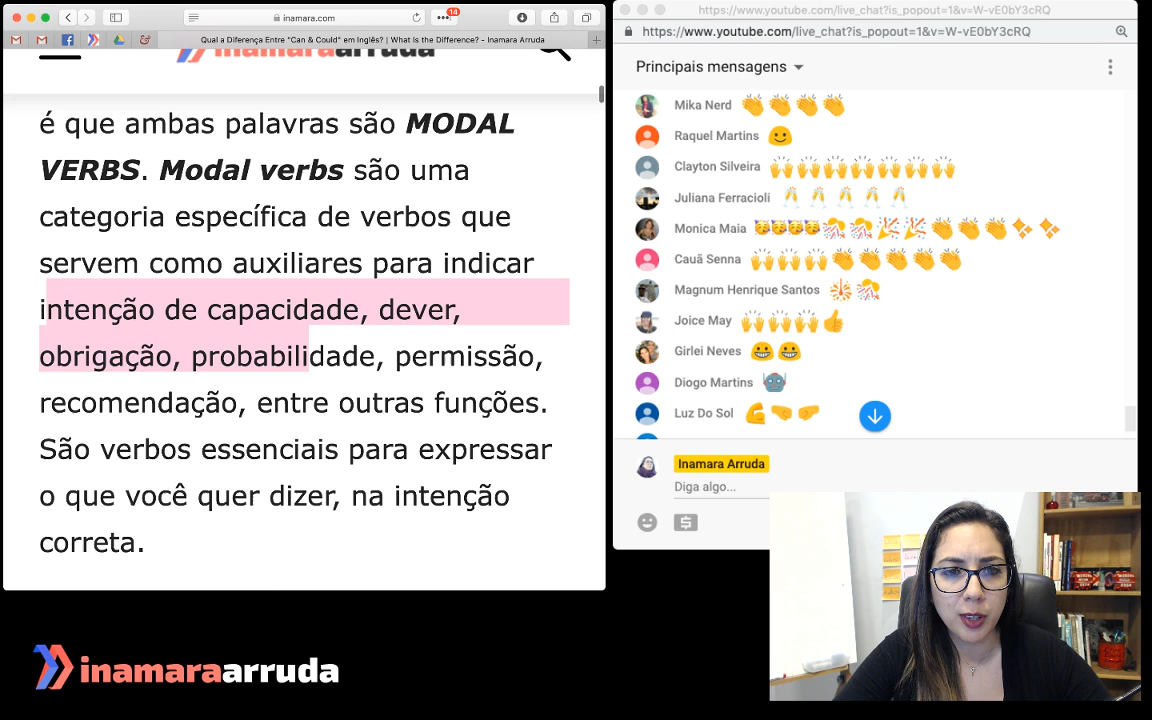 inamara.com
14
Qual a Diferença Entre "Can & Could" em Inglês? | What Is the Difference? - Inamara Arruda
inamaraarruda
é que ambas palavras são MODAL
VERBS. Modal verbs são uma
categoria específica de verbos que
servem como auxiliares para indicar
intenção de capacidade, dever,
obrigação, probabilidade, permissão,
recomendação, entre outras funções.
São verbos essenciais para expressar
o que você quer dizer, na intenção
correta.
https://www.youtube.com/live_chat?is_popout=1&v=W-vE0bY3cRQ
https://www.youtube.com/live_chat?is_popout=1&v=W-vE0bY3cRQ
Principais mensagens
Mika Nerd
Raquel Martins
Clayton Silveira
Juliana Ferracioli
Monica Maia
Cauã Senna
Magnum Henrique Santos
Joice May
Girlei Neves
Diogo Martins
Luz Do Sol
Inamara Arruda
Diga algo...
inamaraarruda